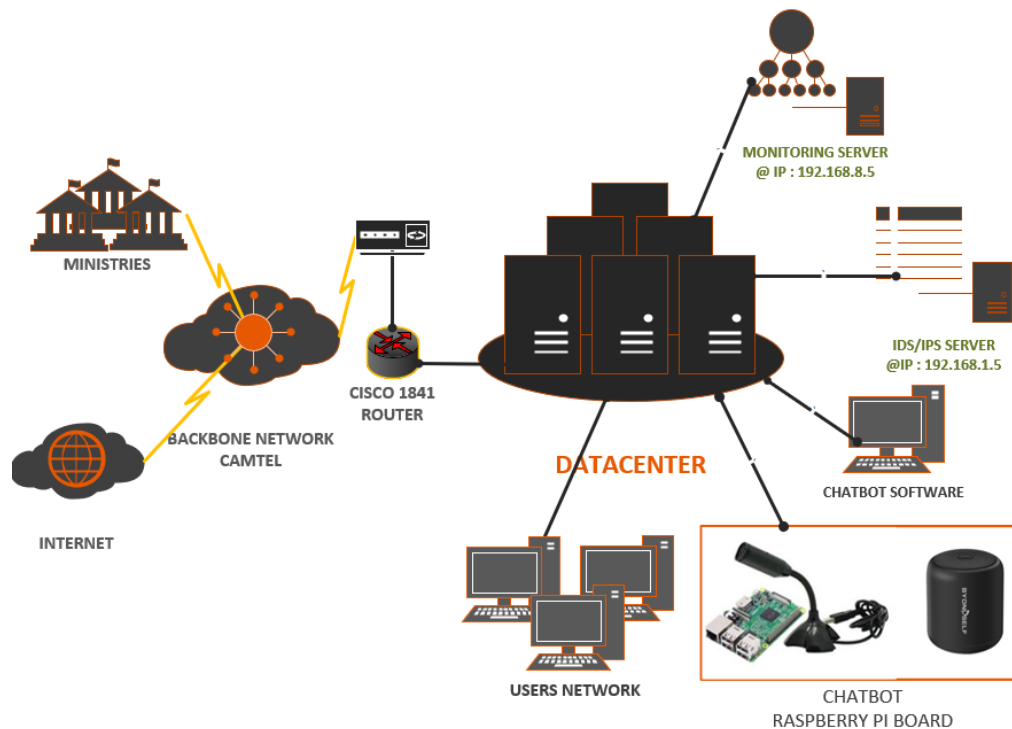 MONITORING SERVER
@ IP : 192.168.8.5
MINISTRIES
IDS/IPS SERVER
@IP : 192.168.1.5
CISCO 1841
ROUTER
BACKBONE NETWORK
CAMTEL
DATACENTER
CHATBOT SOFTWARE
INTERNET
BYONSELF
USERS NETWORK
CHATBOT
RASPBERRY PI BOARD